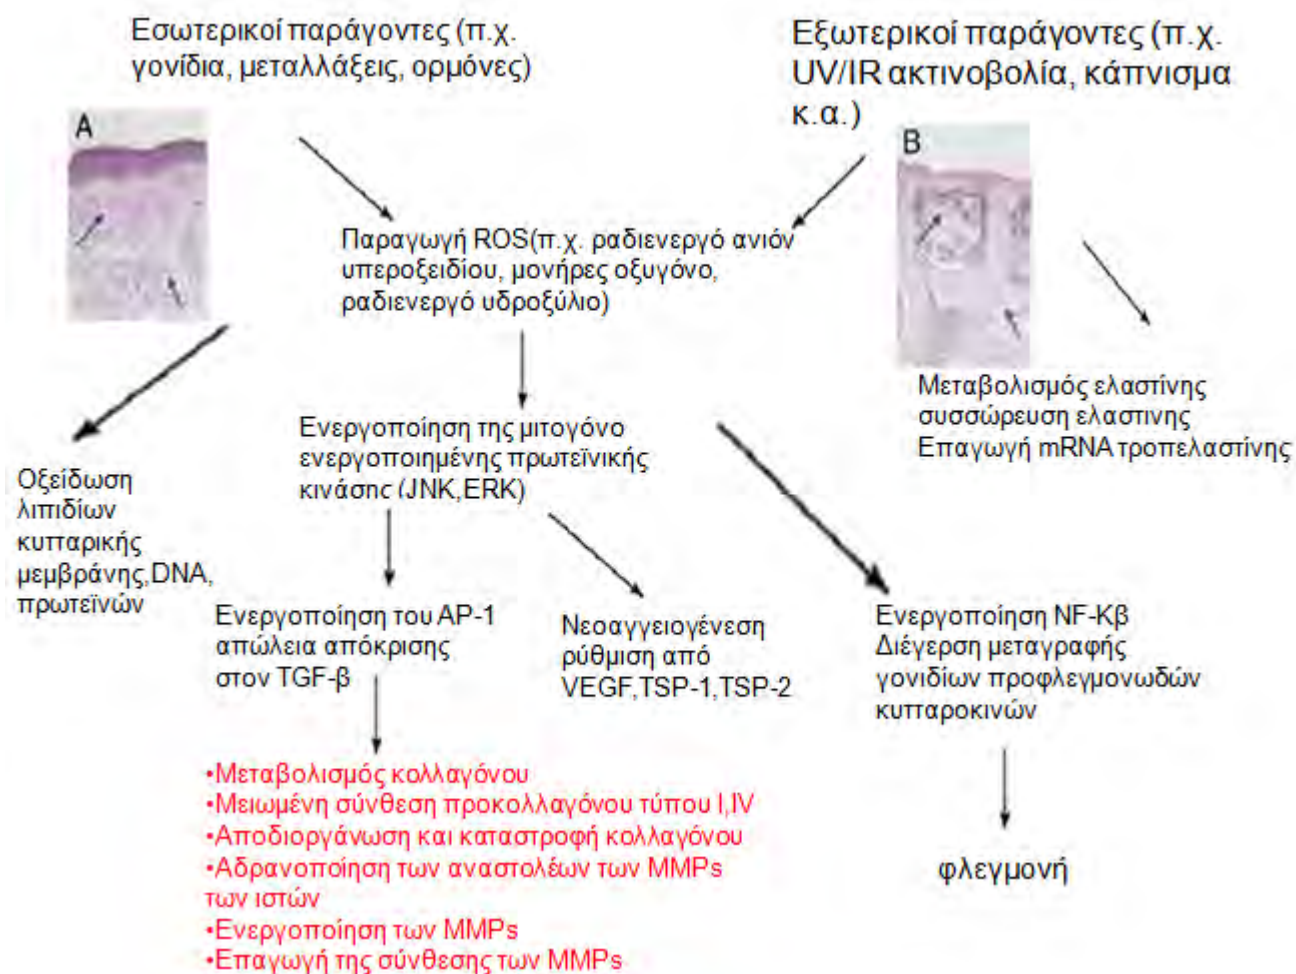 Εσωτερικοί παράγοντες (π.χ.
γονίδια, μεταλλάξεις, ορμόνες)
Εξωτερικοί παράγοντες (π.χ.
UV/IR ακτινοβολία, κάπνισμα
κ.α.)
A
B
Παραγωγή ROS(π.χ. ραδιενεργό ανιόν
υπεροξειδίου, μονήρες οξυγόνο,
ραδιενεργό υδροξύλιο)
Μεταβολισμός ελαστίνης
συσσώρευση ελαστινης
Επαγωγή mRNA τροπελαστίνης
Ενεργοποίηση της μιτογόνο
ενεργοποιημένης πρωτεϊνικής
κινάσης (JNK,ERK)
Οξείδωση
λιπιδίων
κυτταρικής
μεμβράνης,DNA,
πρωτεϊνών
Ενεργοποίηση του AP-1
απώλεια απόκρισης
στον TGF-β
Νεοαγγειογένεση
ρύθμιση από
VEGF,TSP-1,TSP-2
Ενεργοποίηση NF-Κβ
Διέγερση μεταγραφής
γονιδίων προφλεγμονωδών
κυτταροκινών
•Μεταβολισμός κολλαγόνου
•Μειωμένη σύνθεση προκολλαγόνου τύπου I,IV
•Αποδιοργάνωση και καταστροφή κολλαγόνου
•Αδρανοποίηση των αναστολέων των MMPs
των ιστών
•Ενεργοποίηση των MMPs
•Επαγωγή της σύνθεσης των MMPs
φλεγμονή